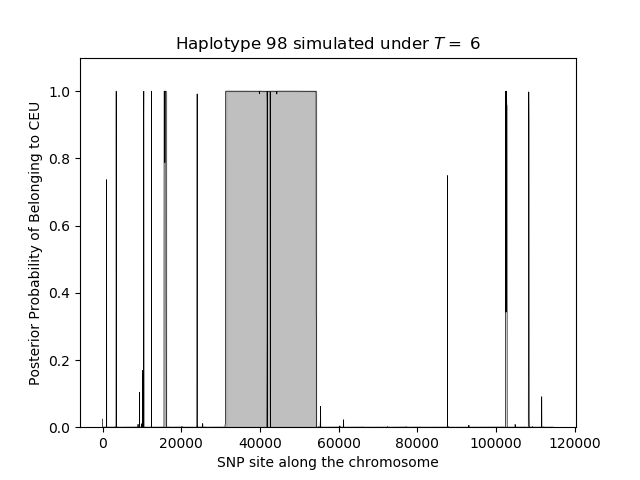 Haplotype 98 simulated under T = 6
1.0
0.8
0.6
0.4
0.2
0.0
Posterior Probability of Belonging to CEU
0 20000 40000 60000 80000 100000 120000
SNP site along the chromosome